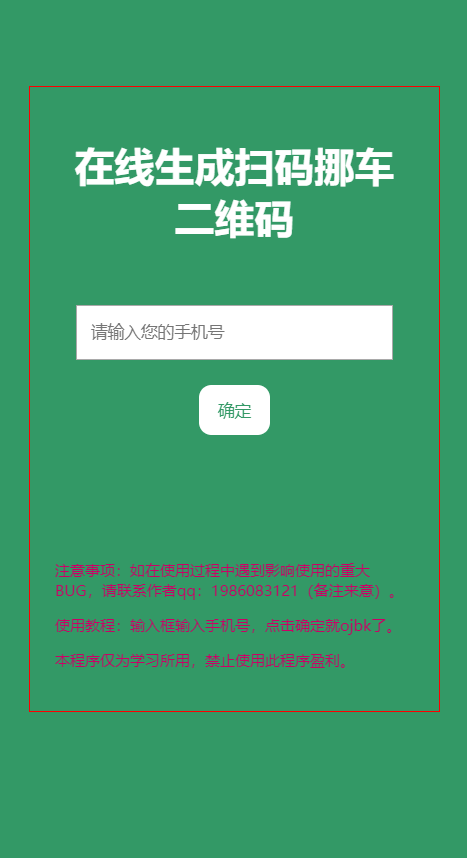 在线生成扫码挪车
二维码
请输入您的手机号
确定
注意事项：如在使用过程中遇到影响使用的重大
BUG，请联系作者qq：1986083121（备注来意）。
使用教程：输入框输入手机号，点击确定就ojbk了。
本程序仅为学习所用，禁止使用此程序盈利。